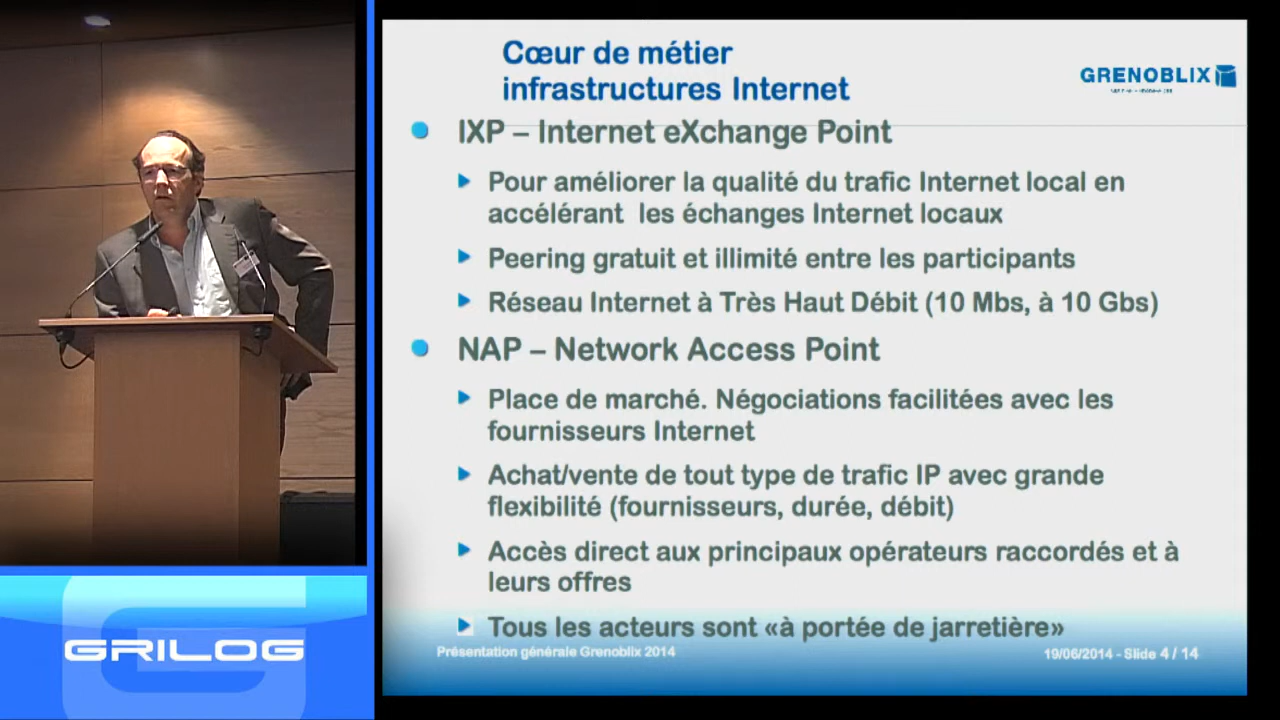 Cœur de métier
infrastructures Internet
GRENOBLIX
IXP – Internet eXchange Point
Pour améliorer la qualité du trafic Internet local en
accélérant les échanges Internet locaux
Peering gratuit et illimité entre les participants
Réseau Internet à Très Haut Débit (10 Mbs, à 10 Gbs)
NAP – Network Access Point
Place de marché. Négociations facilitées avec les
fournisseurs Internet
Achat/vente de tout type de trafic IP avec grande
flexibilité (fournisseurs, durée, débit)
Accès direct aux principaux opérateurs raccordés et à
leurs offres
Tous les acteurs sont «à portée de jarretière»
Présentation générale Grenoblix 2014
19/06/2014 - Slide 4 / 14
GRILOG